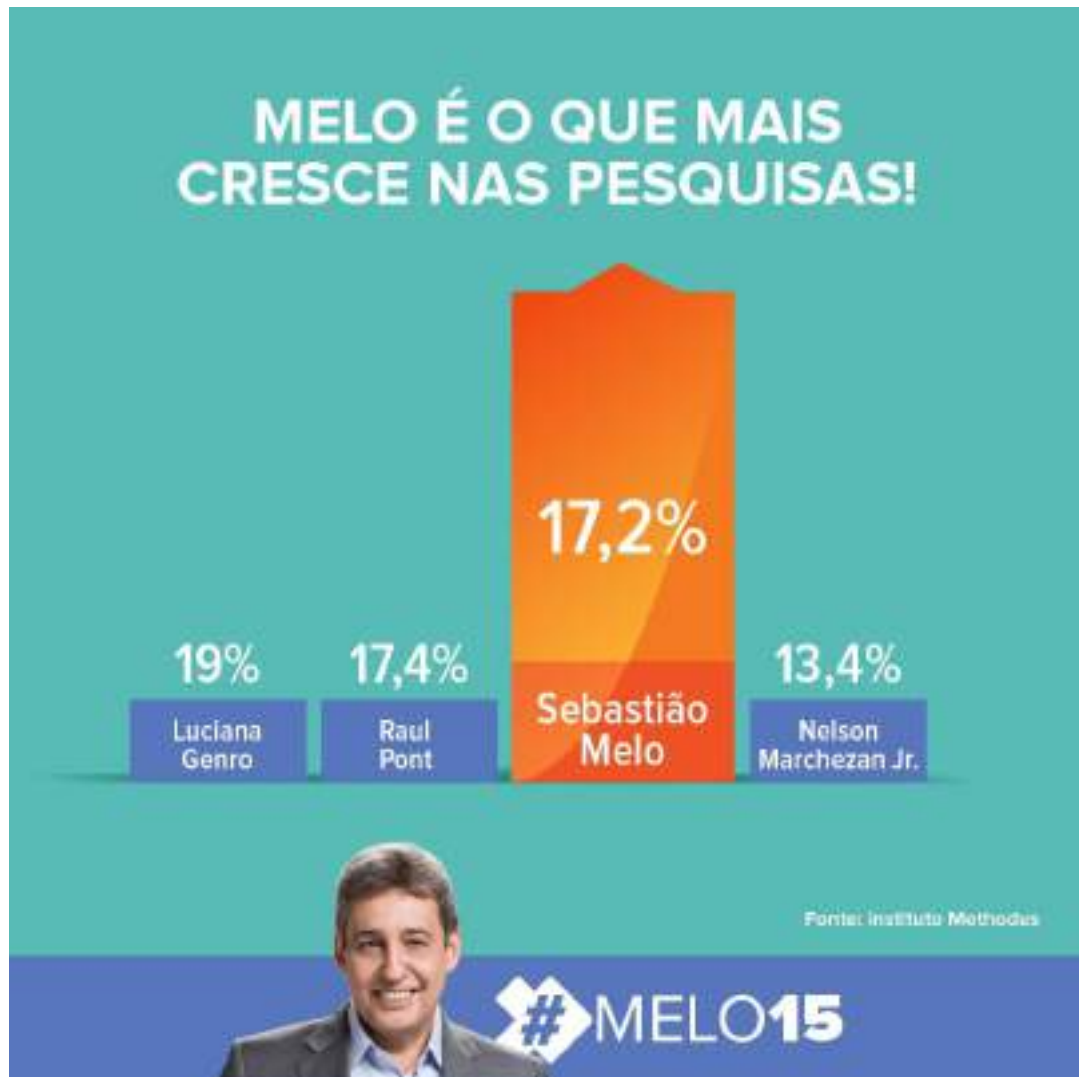 MELO É O QUE MAIS
CRESCE NAS PESQUISAS!
19%
Luciana
Genro
17,4%
Raul
Pont
17,2%
Sebastião
Melo
13,4%
Nelson
Marchezan Jr.
Fonte: Instituto Methodus
#MELO15